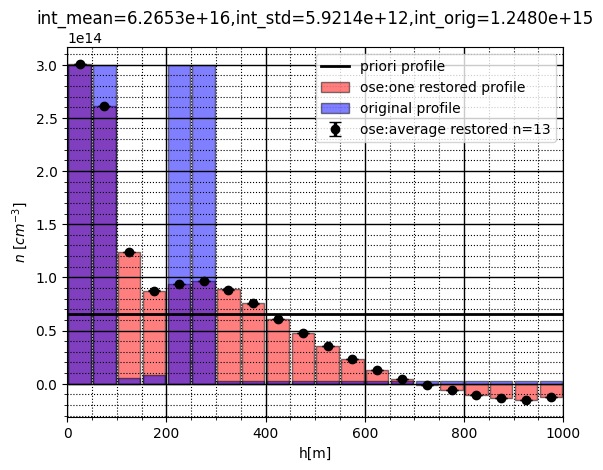 int_mean=6.2653e+16,int_std=5.9214e+12,int_orig=1.2480e+15
1e14
priori profile
ose:one restored profile
original profile
ose:average restored n=13
3.0
2.5
2.0
1.5
1.0
0.5
0.0
n [cm⁻³]
0 200 400 600 800 1000
h[m]